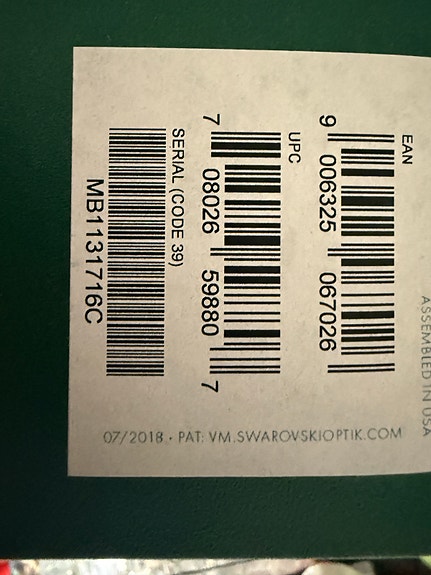 ASSEMBLED IN USA
EAN
9 006325 067026
UPC
7 08026 59880 7
SERIAL (CODE 39)
MB1131716C
07/2018 · PAT: VM.SWAROVSKIOPTIK.COM